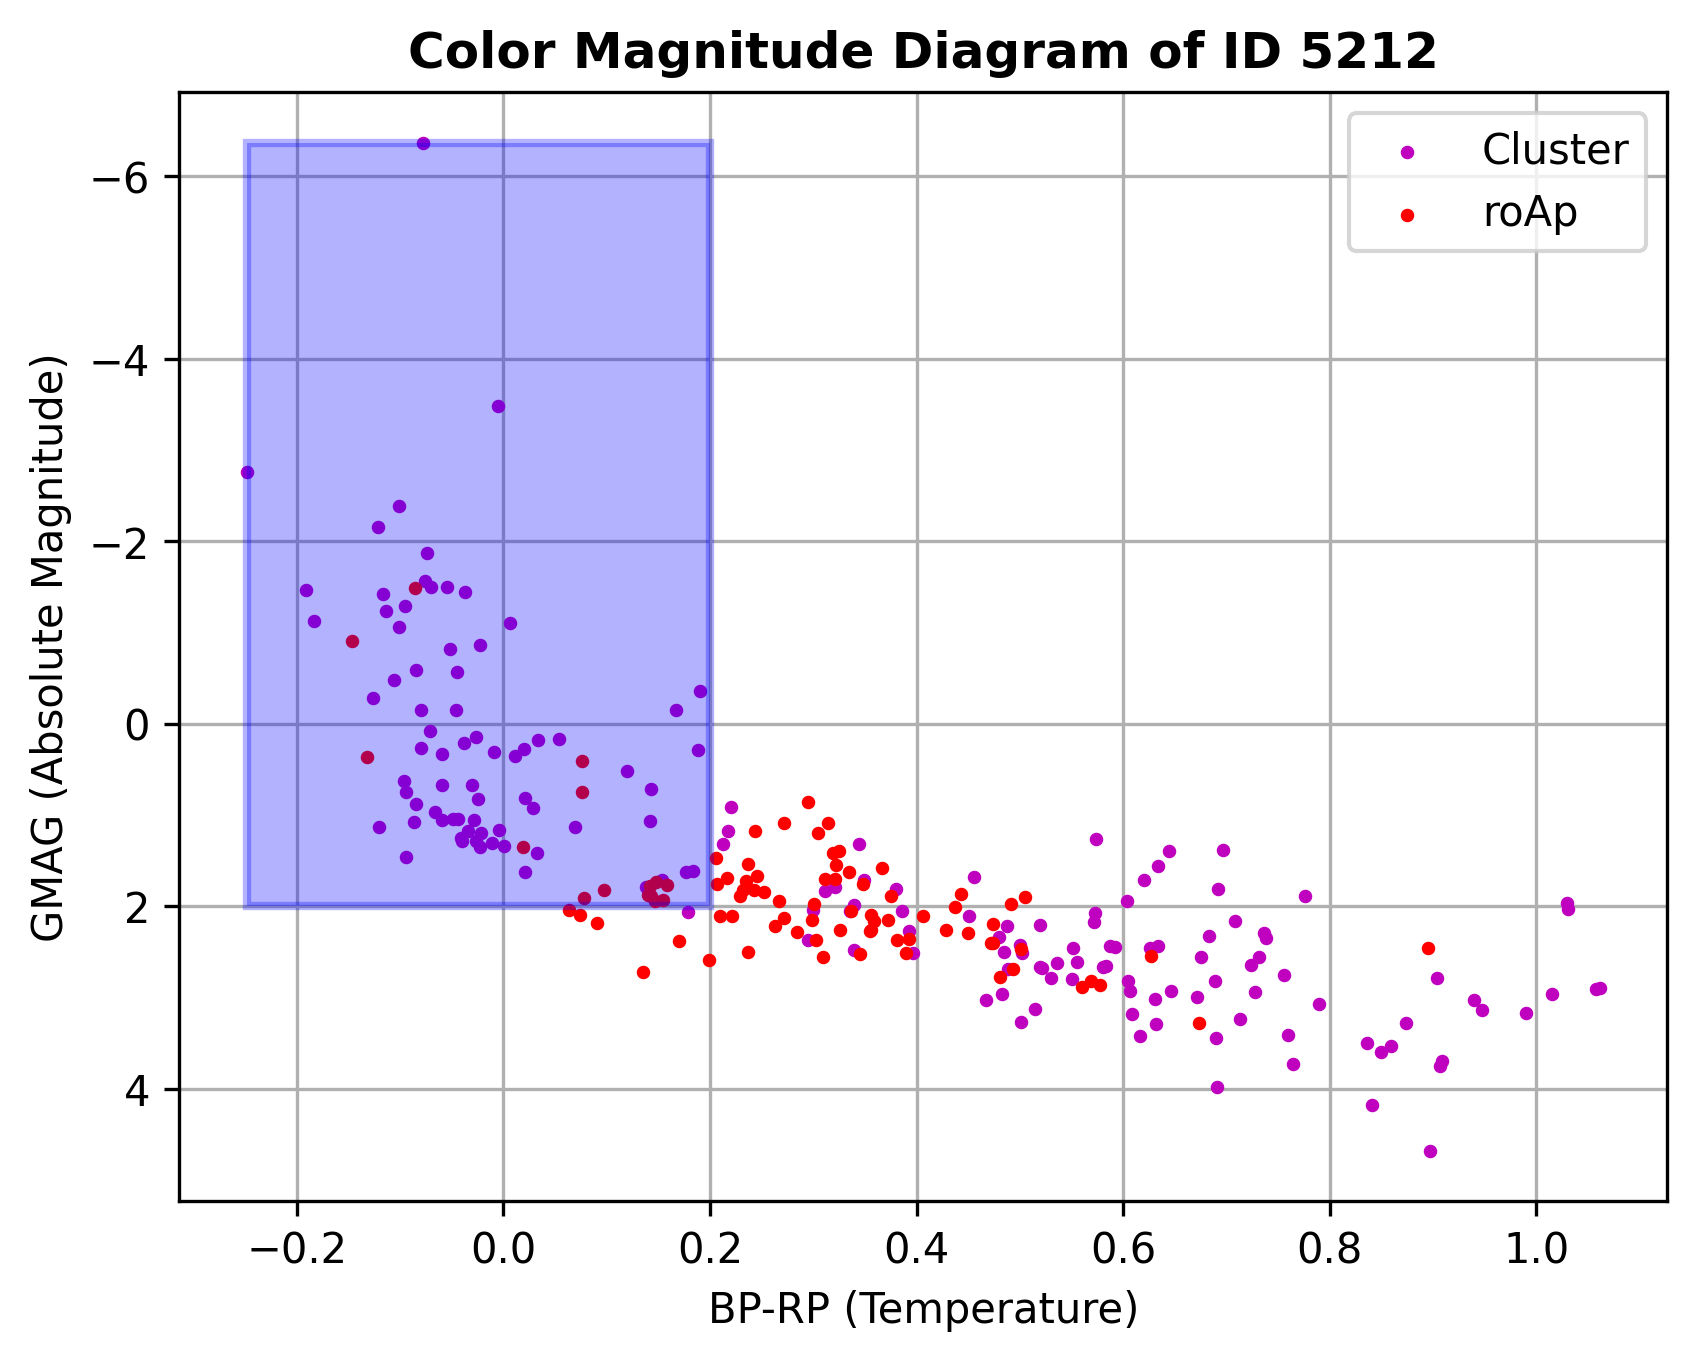 Color Magnitude Diagram of ID 5212
Cluster
roAp
−6
−4
−2
0
2
4
GMAG (Absolute Magnitude)
−0.2
0.0
0.2
0.4
0.6
0.8
1.0
BP-RP (Temperature)